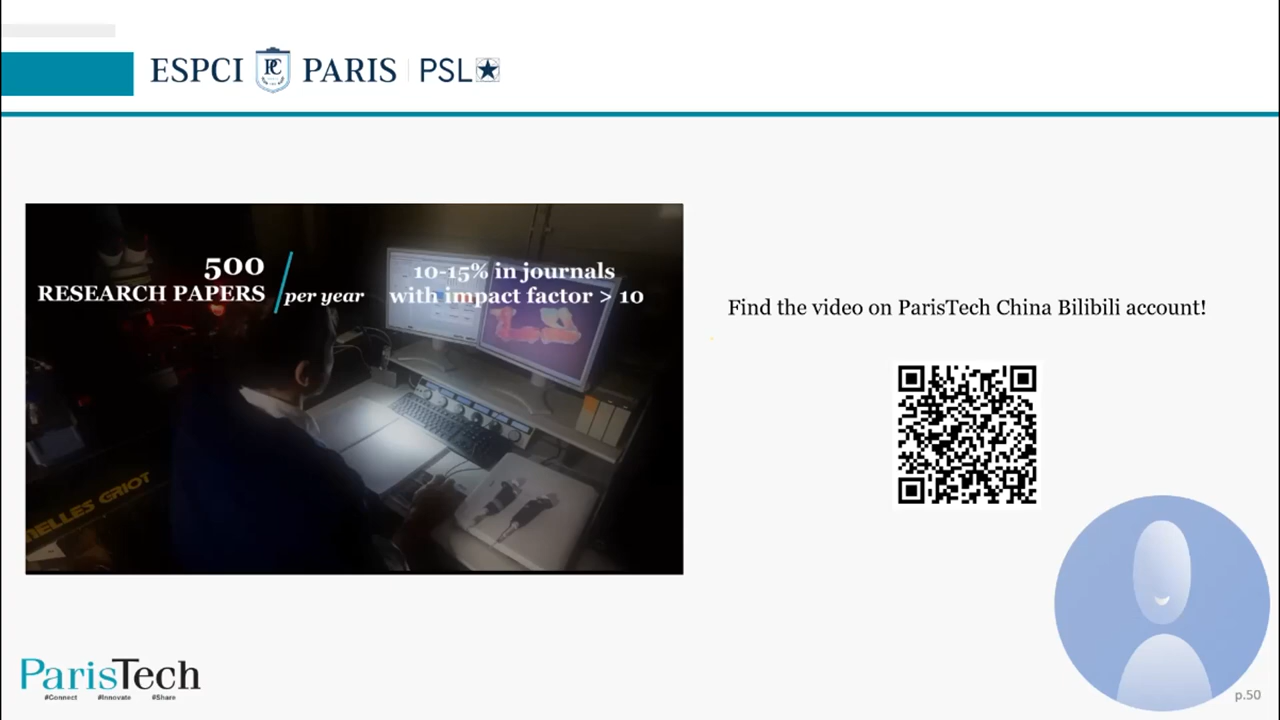 ESPCI PARIS PSL
500
RESEARCH PAPERS
per year
10-15% in journals
with impact factor > 10
MELLES GRIOT
Find the video on ParisTech China Bilibili account!
ParisTech
#Connect #Innovate #Share
p.50